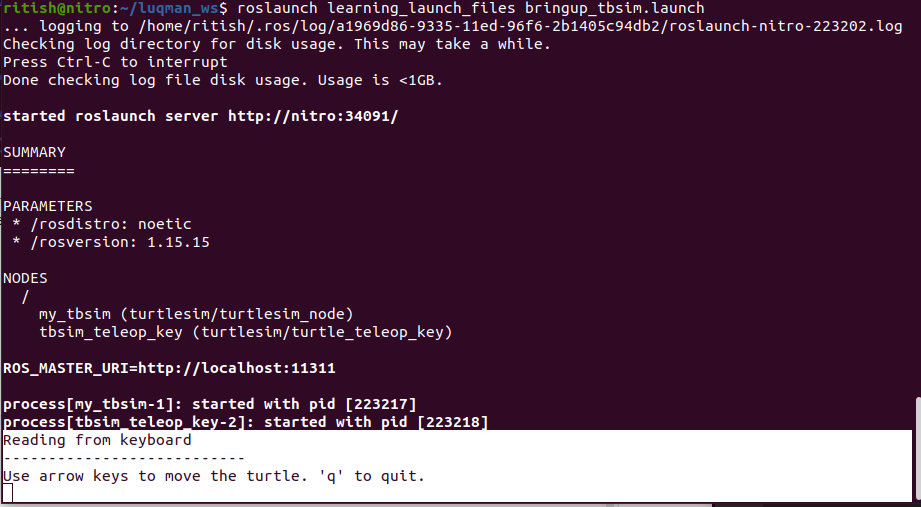 ritish@nitro:~/luqman_ws$ roslaunch learning_launch_files bringup_tbsim.launch
... logging to /home/ritish/.ros/log/a1969d86-9335-11ed-96f6-2b1405c94db2/roslaunch-nitro-223202.log
Checking log directory for disk usage. This may take a while.
Press Ctrl-C to interrupt
Done checking log file disk usage. Usage is <1GB.
started roslaunch server http://nitro:34091/
SUMMARY
========
PARAMETERS
* /rosdistro: noetic
* /rosversion: 1.15.15
NODES
/
my_tbsim (turtlesim/turtlesim_node)
tbsim_teleop_key (turtlesim/turtle_teleop_key)
ROS_MASTER_URI=http://localhost:11311
process[my_tbsim-1]: started with pid [223217]
process[tbsim_teleop_key-2]: started with pid [223218]
Reading from keyboard
---------------------------
Use arrow keys to move the turtle. 'q' to quit.